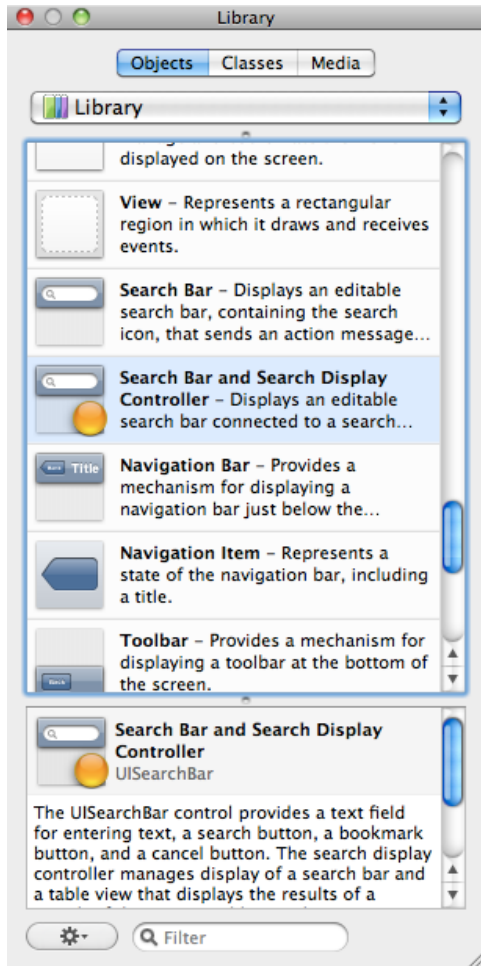 Library
Objects Classes Media
Library
displayed on the screen.
View – Represents a rectangular
region in which it draws and receives
events.
Search Bar – Displays an editable
search bar, containing the search
icon, that sends an action message...
Search Bar and Search Display
Controller – Displays an editable
search bar connected to a search...
Title
Navigation Bar – Provides a
mechanism for displaying a
navigation bar just below the...
Navigation Item – Represents a
state of the navigation bar, including
a title.
Toolbar – Provides a mechanism for
displaying a toolbar at the bottom of
the screen.
Search Bar and Search Display
Controller
UISearchBar
The UISearchBar control provides a text field
for entering text, a search button, a bookmark
button, and a cancel button. The search display
controller manages display of a search bar and
a table view that displays the results of a
Filter